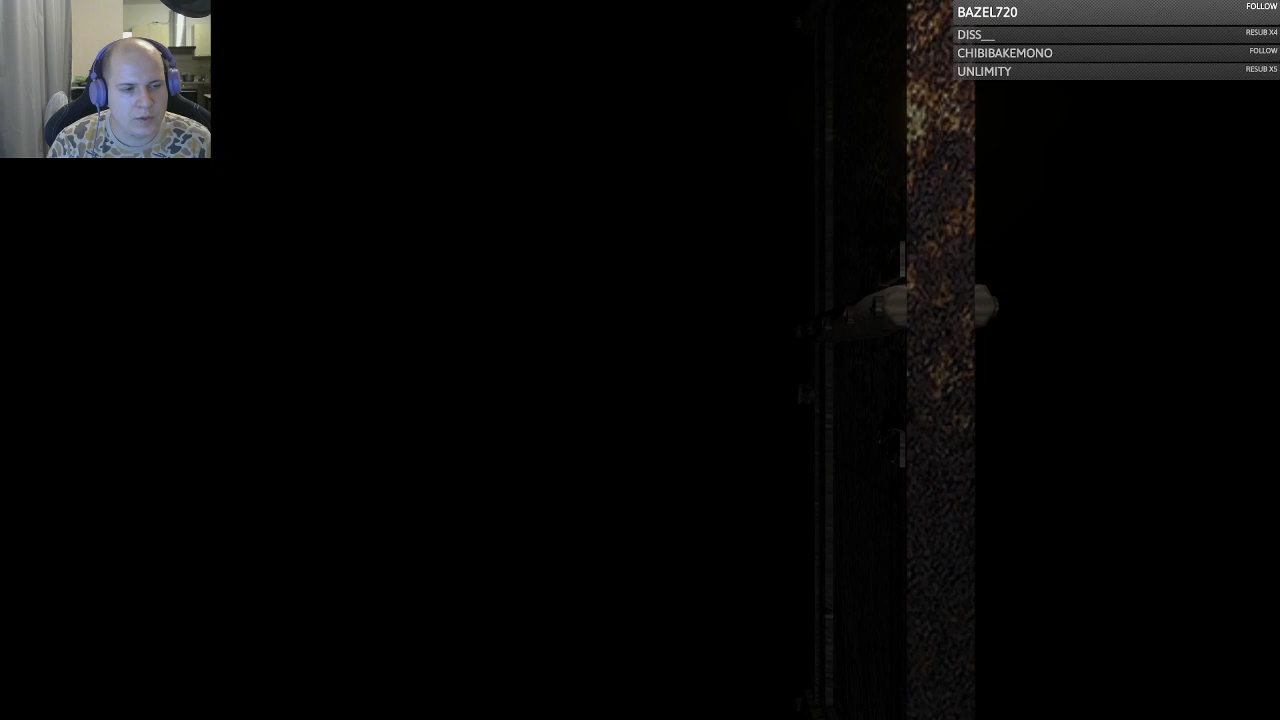 BAZEL720 FOLLOW
DISS__ RESUB X4
CHIBIBAKEMONO FOLLOW
UNLIMITY RESUB X5